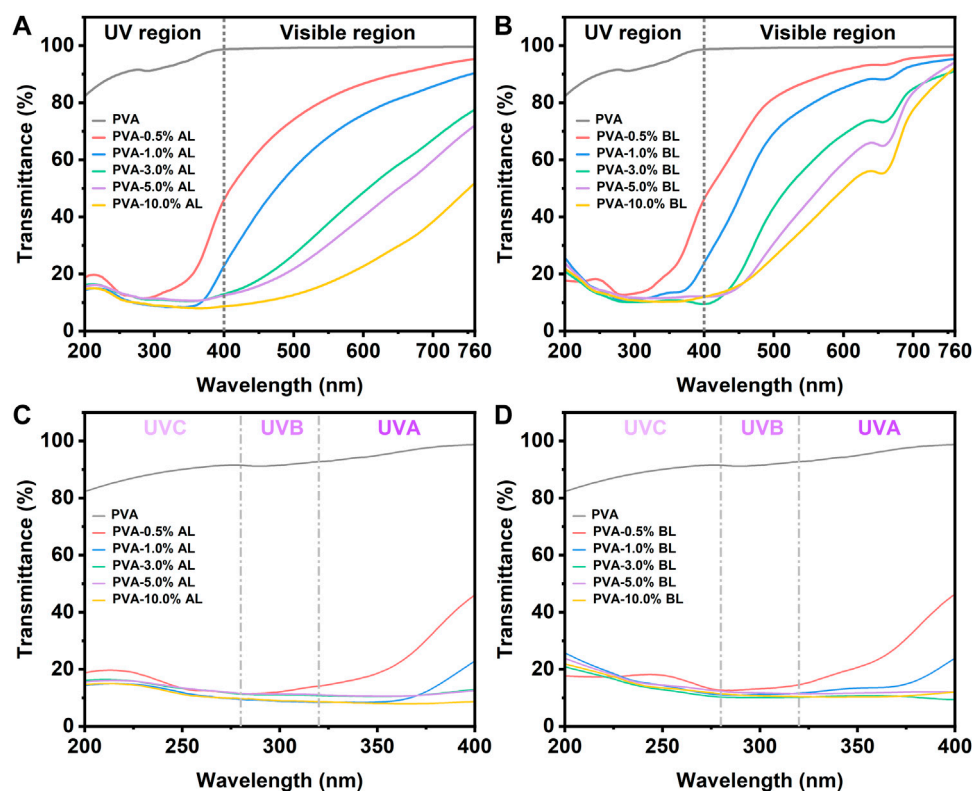 A
UV region
Visible region
100
80
60
40
20
0
Transmittance (%)
PVA
PVA-0.5% AL
PVA-1.0% AL
PVA-3.0% AL
PVA-5.0% AL
PVA-10.0% AL
200 300 400 500 600 700 760
Wavelength (nm)
B
UV region
Visible region
100
80
60
40
20
0
Transmittance (%)
PVA
PVA-0.5% BL
PVA-1.0% BL
PVA-3.0% BL
PVA-5.0% BL
PVA-10.0% BL
200 300 400 500 600 700 760
Wavelength (nm)
C
UVC
UVB
UVA
100
80
60
40
20
0
Transmittance (%)
PVA
PVA-0.5% AL
PVA-1.0% AL
PVA-3.0% AL
PVA-5.0% AL
PVA-10.0% AL
200 250 300 350 400
Wavelength (nm)
D
UVC
UVB
UVA
100
80
60
40
20
0
Transmittance (%)
PVA
PVA-0.5% BL
PVA-1.0% BL
PVA-3.0% BL
PVA-5.0% BL
PVA-10.0% BL
200 250 300 350 400
Wavelength (nm)